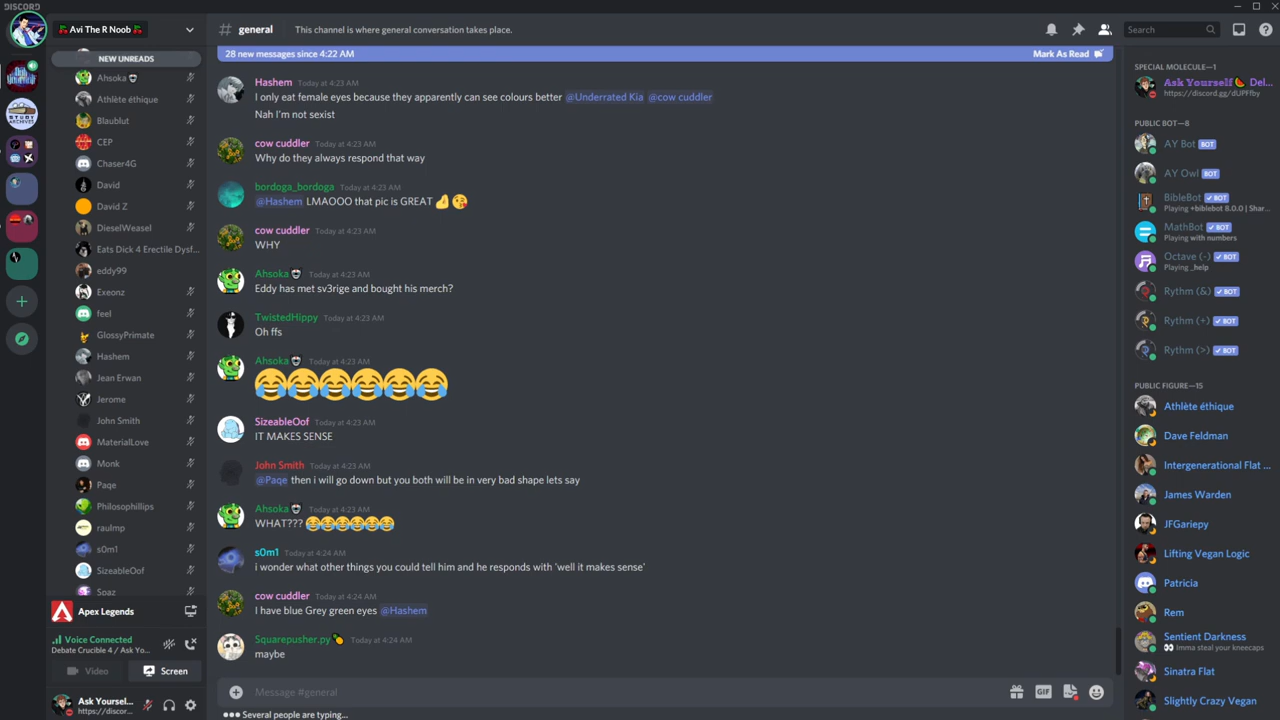 DISCORD
Avi The R Noob
# general
This channel is where general conversation takes place.
Search
NEW UNREADS
Ahsoka
Athlète éthique
Blaublut
CEP
Chaser4G
David
David Z
DieselWeasel
Eats Dick 4 Erectile Dysf...
eddy99
Exeonz
feel
GlossyPrimate
Hashem
Jean Erwan
Jerome
John Smith
MaterialLove
Monk
Paqe
Philosophillips
raulmp
s0m1
SizeableOof
Spaz
Apex Legends
Voice Connected
Debate Crucible 4 / Ask Yo...
Video
Screen
Ask Yoursel...
https://discor...
28 new messages since 4:22 AM
Mark As Read
Hashem Today at 4:23 AM
I only eat female eyes because they apparently can see colours better @Underrated Kia @cow cuddler
Nah I'm not sexist
cow cuddler Today at 4:23 AM
Why do they always respond that way
bordoga_bordoga Today at 4:23 AM
@Hashem LMAOOO that pic is GREAT
cow cuddler Today at 4:23 AM
WHY
Ahsoka Today at 4:23 AM
Eddy has met sv3rige and bought his merch?
TwistedHippy Today at 4:23 AM
Oh ffs
Ahsoka Today at 4:23 AM
SizeableOof Today at 4:23 AM
IT MAKES SENSE
John Smith Today at 4:23 AM
@Paqe then i will go down but you both will be in very bad shape lets say
Ahsoka Today at 4:23 AM
WHAT???
s0m1 Today at 4:24 AM
i wonder what other things you could tell him and he responds with 'well it makes sense'
cow cuddler Today at 4:24 AM
I have blue Grey green eyes @Hashem
Squarepusher.py Today at 4:24 AM
maybe
Message #general
GIF
Several people are typing...
SPECIAL MOLECULE—1
Ask Yourself Del...
https://discord.gg/dUPFfby
PUBLIC BOT—8
AY Bot BOT
AY Owl BOT
BibleBot BOT
Playing +biblebot 8.0.0 | Shar...
MathBot BOT
Playing with numbers
Octave (-) BOT
Playing _help
Rythm (&) BOT
Rythm (+) BOT
Rythm (>) BOT
PUBLIC FIGURE—15
Athlète éthique
Dave Feldman
Intergenerational Flat ...
James Warden
JFGariepy
Lifting Vegan Logic
Patricia
Rem
Sentient Darkness
Imma steal your kneecaps
Sinatra Flat
Slightly Crazy Vegan